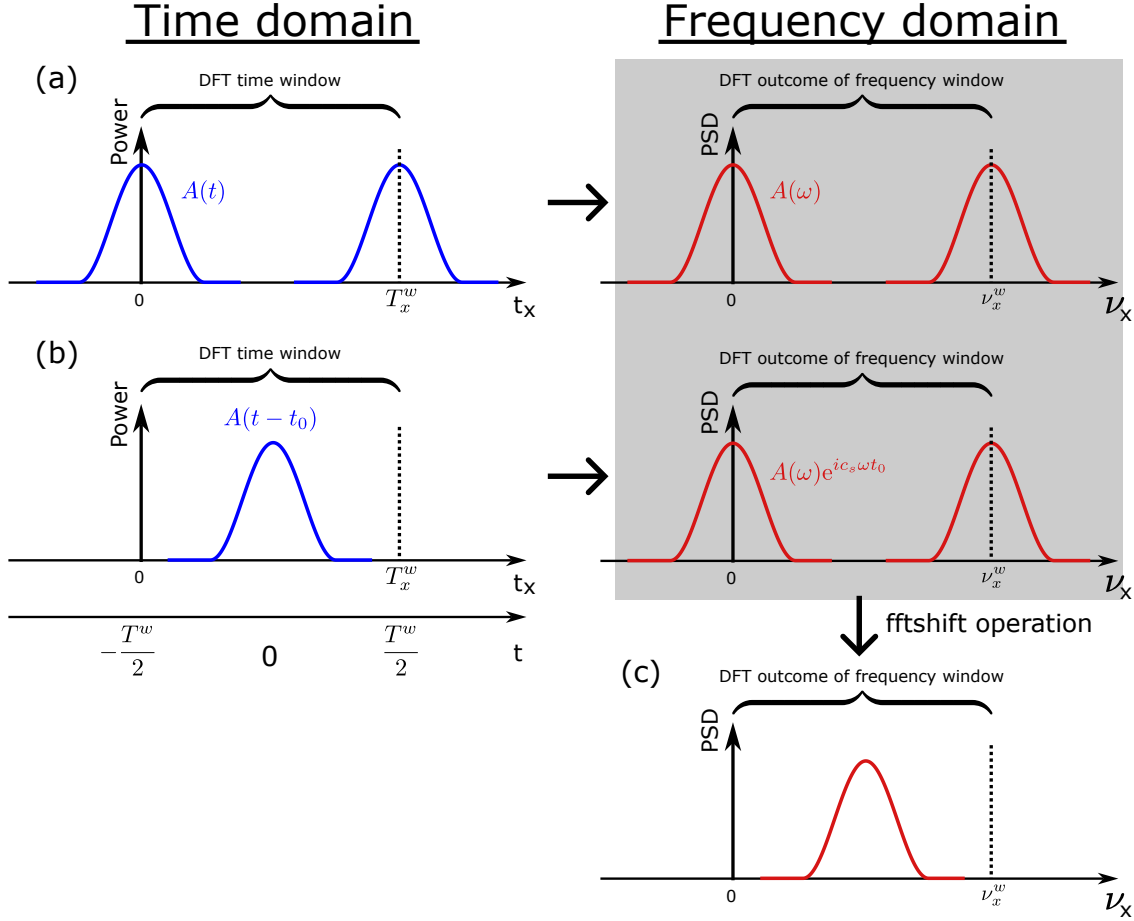 Time domain
Frequency domain
(a)
DFT time window
Power
A(t)
0
T_x^w
t_x
DFT outcome of frequency window
PSD
A(ω)
0
ν_x^w
ν_x
(b)
DFT time window
Power
A(t − t_0)
0
T_x^w
t_x
DFT outcome of frequency window
PSD
A(ω)e^{ic_sωt_0}
0
ν_x^w
ν_x
−T^w/2
0
T^w/2
t
fftshift operation
(c)
DFT outcome of frequency window
PSD
0
ν_x^w
ν_x